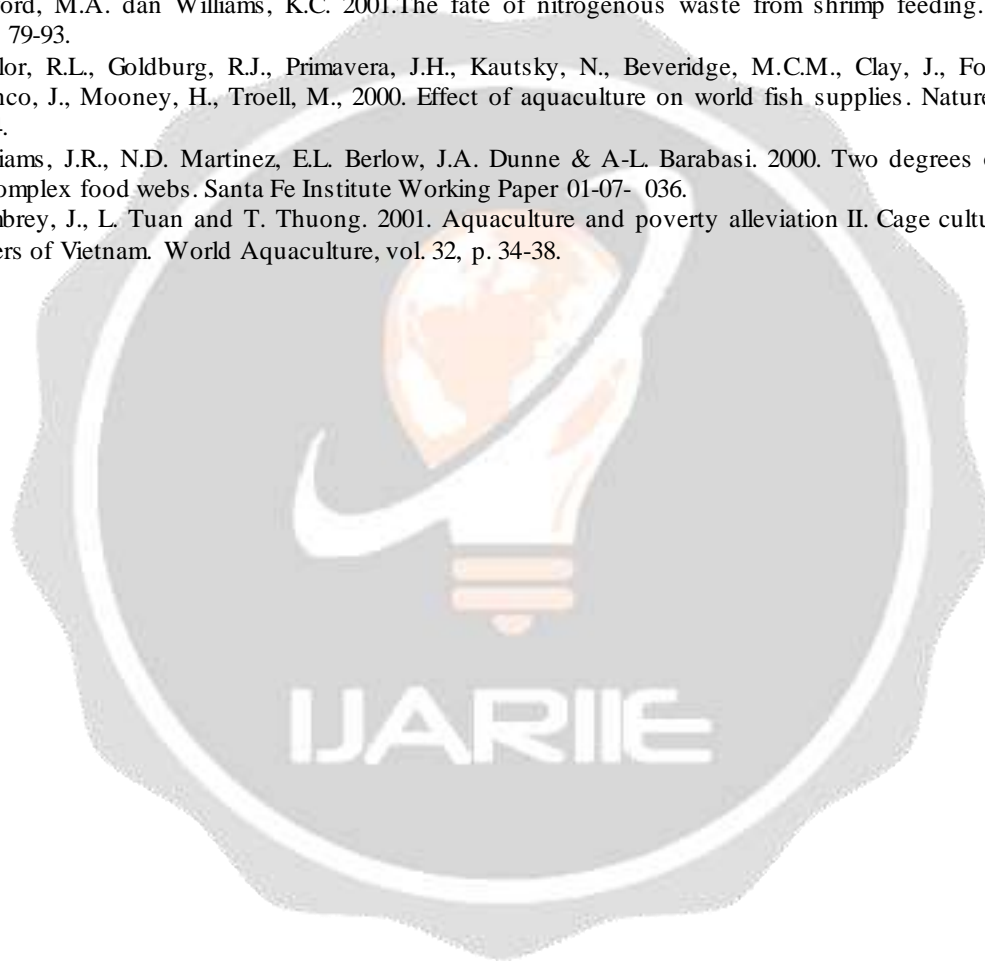 ord, M.A. dan Williams, K.C. 2001.The fate of nitrogenous waste from shrimp feeding.
79-93.
lor, R.L., Goldburg, R.J., Primavera, J.H., Kautsky, N., Beveridge, M.C.M., Clay, J., Fo
nco, J., Mooney, H., Troell, M., 2000. Effect of aquaculture on world fish supplies. Nature
iams, J.R., N.D. Martinez, E.L. Berlow, J.A. Dunne & A-L. Barabasi. 2000. Two degrees
omplex food webs. Santa Fe Institute Working Paper 01-07- 036.
brey, J., L. Tuan and T. Thuong. 2001. Aquaculture and poverty alleviation II. Cage cultu
ers of Vietnam. World Aquaculture, vol. 32, p. 34-38.
IJARIIE